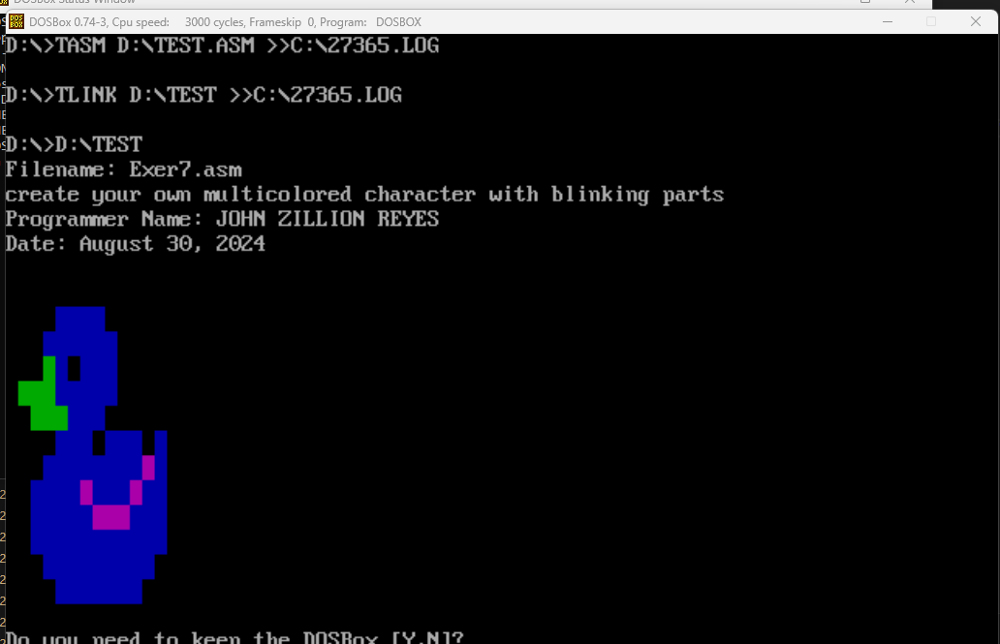 DOSBox Status Window
DOSBox 0.74-3, Cpu speed: 3000 cycles, Frameskip 0, Program: DOSBOX
D:\>TASM D:\TEST.ASM >>C:\27365.LOG
D:\>TLINK D:\TEST >>C:\27365.LOG
D:\>D:\TEST
Filename: Exer7.asm
create your own multicolored character with blinking parts
Programmer Name: JOHN ZILLION REYES
Date: August 30, 2024
Do you need to keep the DOSBox [Y,N]?